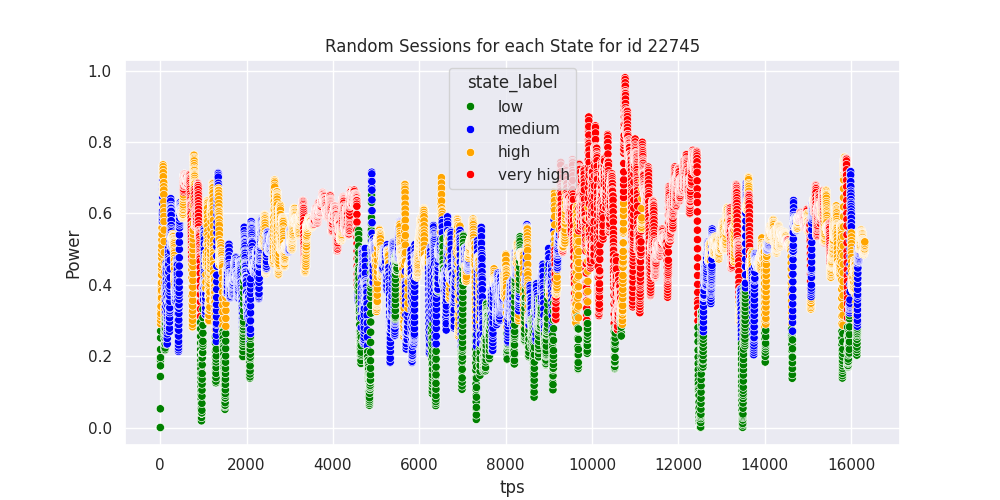 Random Sessions for each State for id 22745
1.0
0.8
0.6
0.4
0.2
0.0
Power
state_label
low
medium
high
very high
0 2000 4000 6000 8000 10000 12000 14000 16000
tps